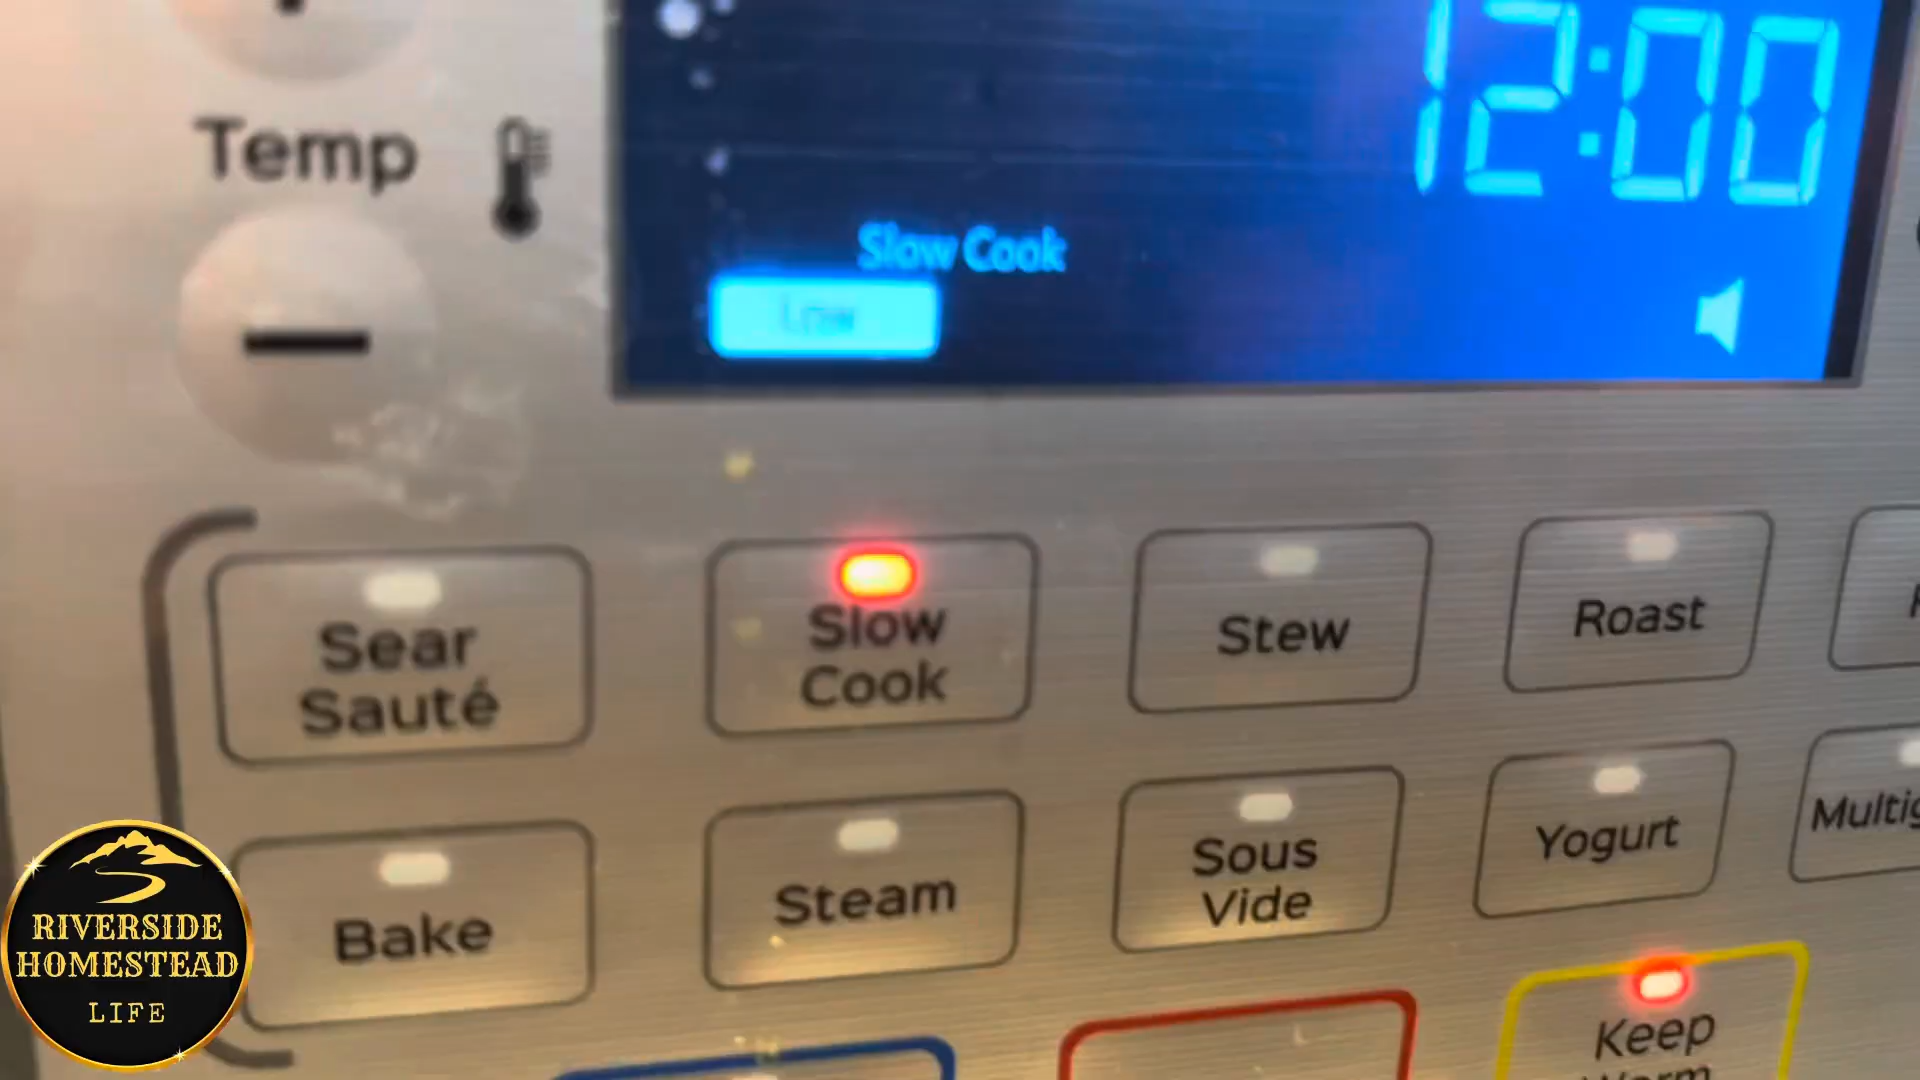 12:00
Temp
Slow Cook
Low
Sear
Sauté
Slow
Cook
Stew
Roast
Bake
Steam
Sous
Vide
Yogurt
Keep
Warm
RIVERSIDE
HOMESTEAD
LIFE